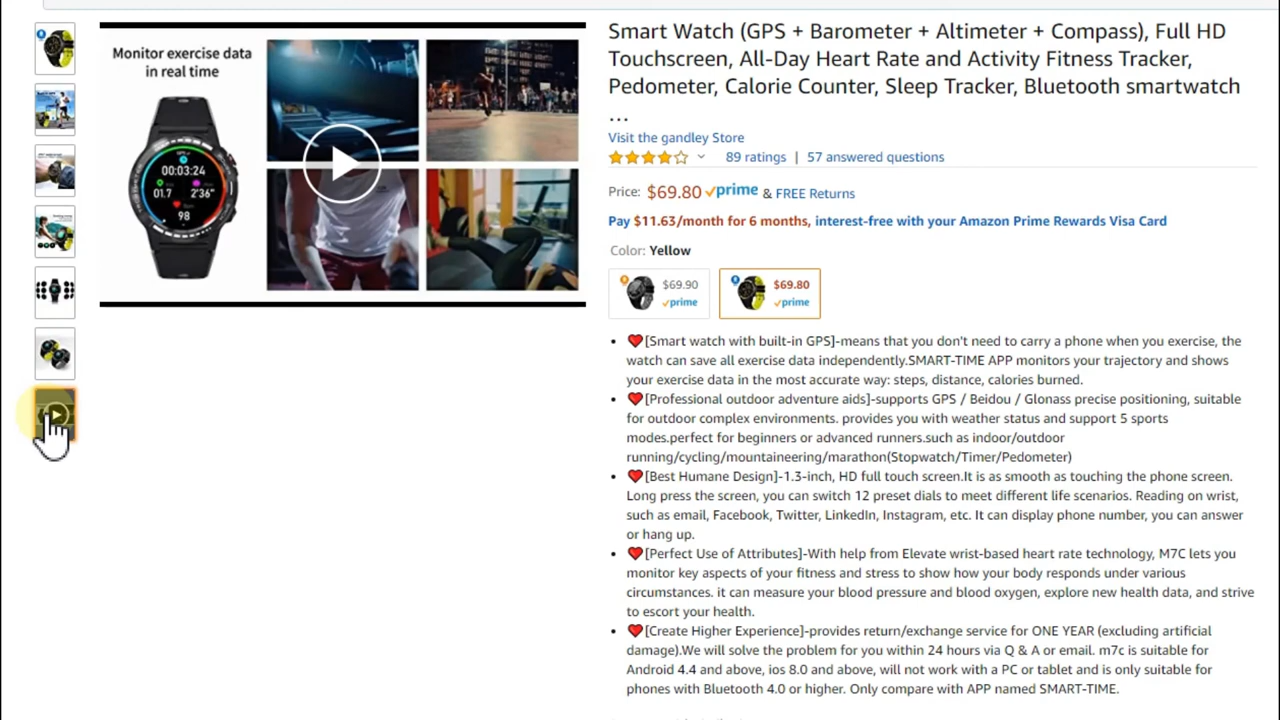 Monitor exercise data
in real time
GPS
00:03:24
01.7 2'36"
98
Smart Watch (GPS + Barometer + Altimeter + Compass), Full HD
Touchscreen, All-Day Heart Rate and Activity Fitness Tracker,
Pedometer, Calorie Counter, Sleep Tracker, Bluetooth smartwatch
...
Visit the gandley Store
89 ratings | 57 answered questions
Price: $69.80 prime & FREE Returns
Pay $11.63/month for 6 months, interest-free with your Amazon Prime Rewards Visa Card
Color: Yellow
$69.90
prime
$69.80
prime
[Smart watch with built-in GPS]-means that you don't need to carry a phone when you exercise, the
watch can save all exercise data independently.SMART-TIME APP monitors your trajectory and shows
your exercise data in the most accurate way: steps, distance, calories burned.
[Professional outdoor adventure aids]-supports GPS / Beidou / Glonass precise positioning, suitable
for outdoor complex environments. provides you with weather status and support 5 sports
modes.perfect for beginners or advanced runners.such as indoor/outdoor
running/cycling/mountaineering/marathon(Stopwatch/Timer/Pedometer)
[Best Humane Design]-1.3-inch, HD full touch screen.It is as smooth as touching the phone screen.
Long press the screen, you can switch 12 preset dials to meet different life scenarios. Reading on wrist,
such as email, Facebook, Twitter, LinkedIn, Instagram, etc. It can display phone number, you can answer
or hang up.
[Perfect Use of Attributes]-With help from Elevate wrist-based heart rate technology, M7C lets you
monitor key aspects of your fitness and stress to show how your body responds under various
circumstances. it can measure your blood pressure and blood oxygen, explore new health data, and strive
to escort your health.
[Create Higher Experience]-provides return/exchange service for ONE YEAR (excluding artificial
damage).We will solve the problem for you within 24 hours via Q & A or email. m7c is suitable for
Android 4.4 and above, ios 8.0 and above, will not work with a PC or tablet and is only suitable for
phones with Bluetooth 4.0 or higher. Only compare with APP named SMART-TIME.